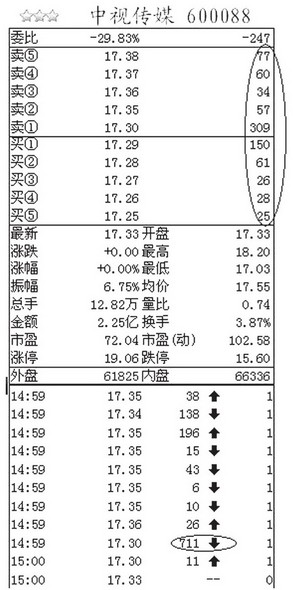 ☆☆☆ 中视传媒 600088
委比 -29.83% -247
卖⑤ 17.38 77
卖④ 17.37 60
卖③ 17.36 34
卖② 17.35 57
卖① 17.30 309
买① 17.29 150
买② 17.28 61
买③ 17.27 26
买④ 17.26 28
买⑤ 17.25 25
最新 17.33 开盘 17.33
涨跌 +0.00 最高 18.20
涨幅 +0.00% 最低 17.03
振幅 6.75% 均价 17.55
总手 12.82万 量比 0.74
金额 2.25亿 换手 3.87%
市盈 72.04 市盈(动) 102.58
涨停 19.06 跌停 15.60
外盘 61825 内盘 66336
14:59 17.35 38 ↑ 1
14:59 17.34 138 ↓ 1
14:59 17.35 196 ↑ 1
14:59 17.35 15 ↓ 1
14:59 17.35 43 ↓ 1
14:59 17.35 6 ↓ 1
14:59 17.35 10 ↓ 1
14:59 17.36 26 ↑ 1
14:59 17.30 711 ↓ 1
15:00 17.30 11 ↑ 1
15:00 17.33 -- 0